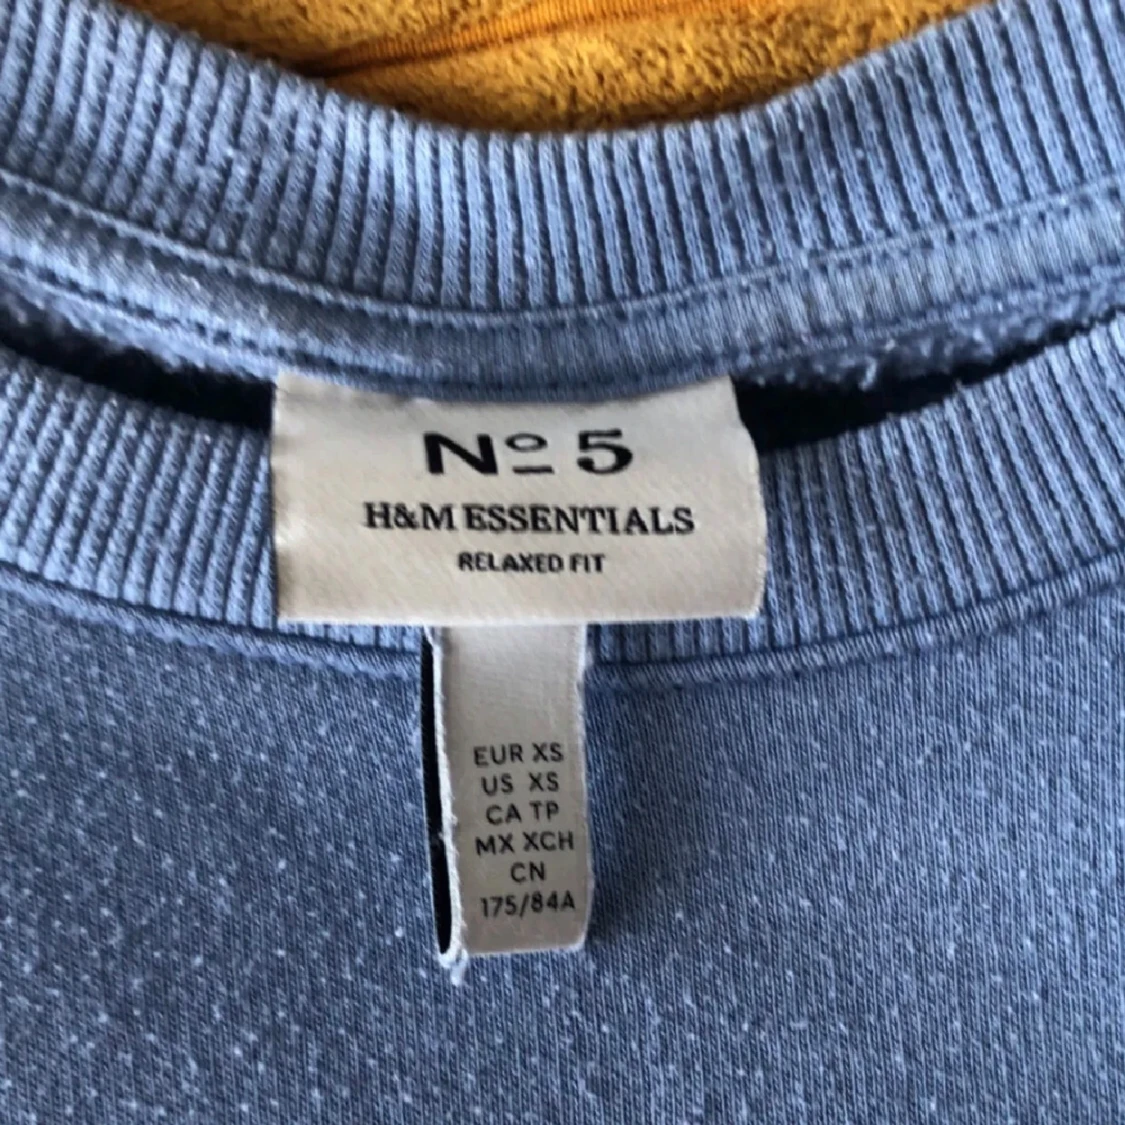 Nº 5
H&M ESSENTIALS
RELAXED FIT
EUR XS
US XS
CA TP
MX XCH
CN
175/84A